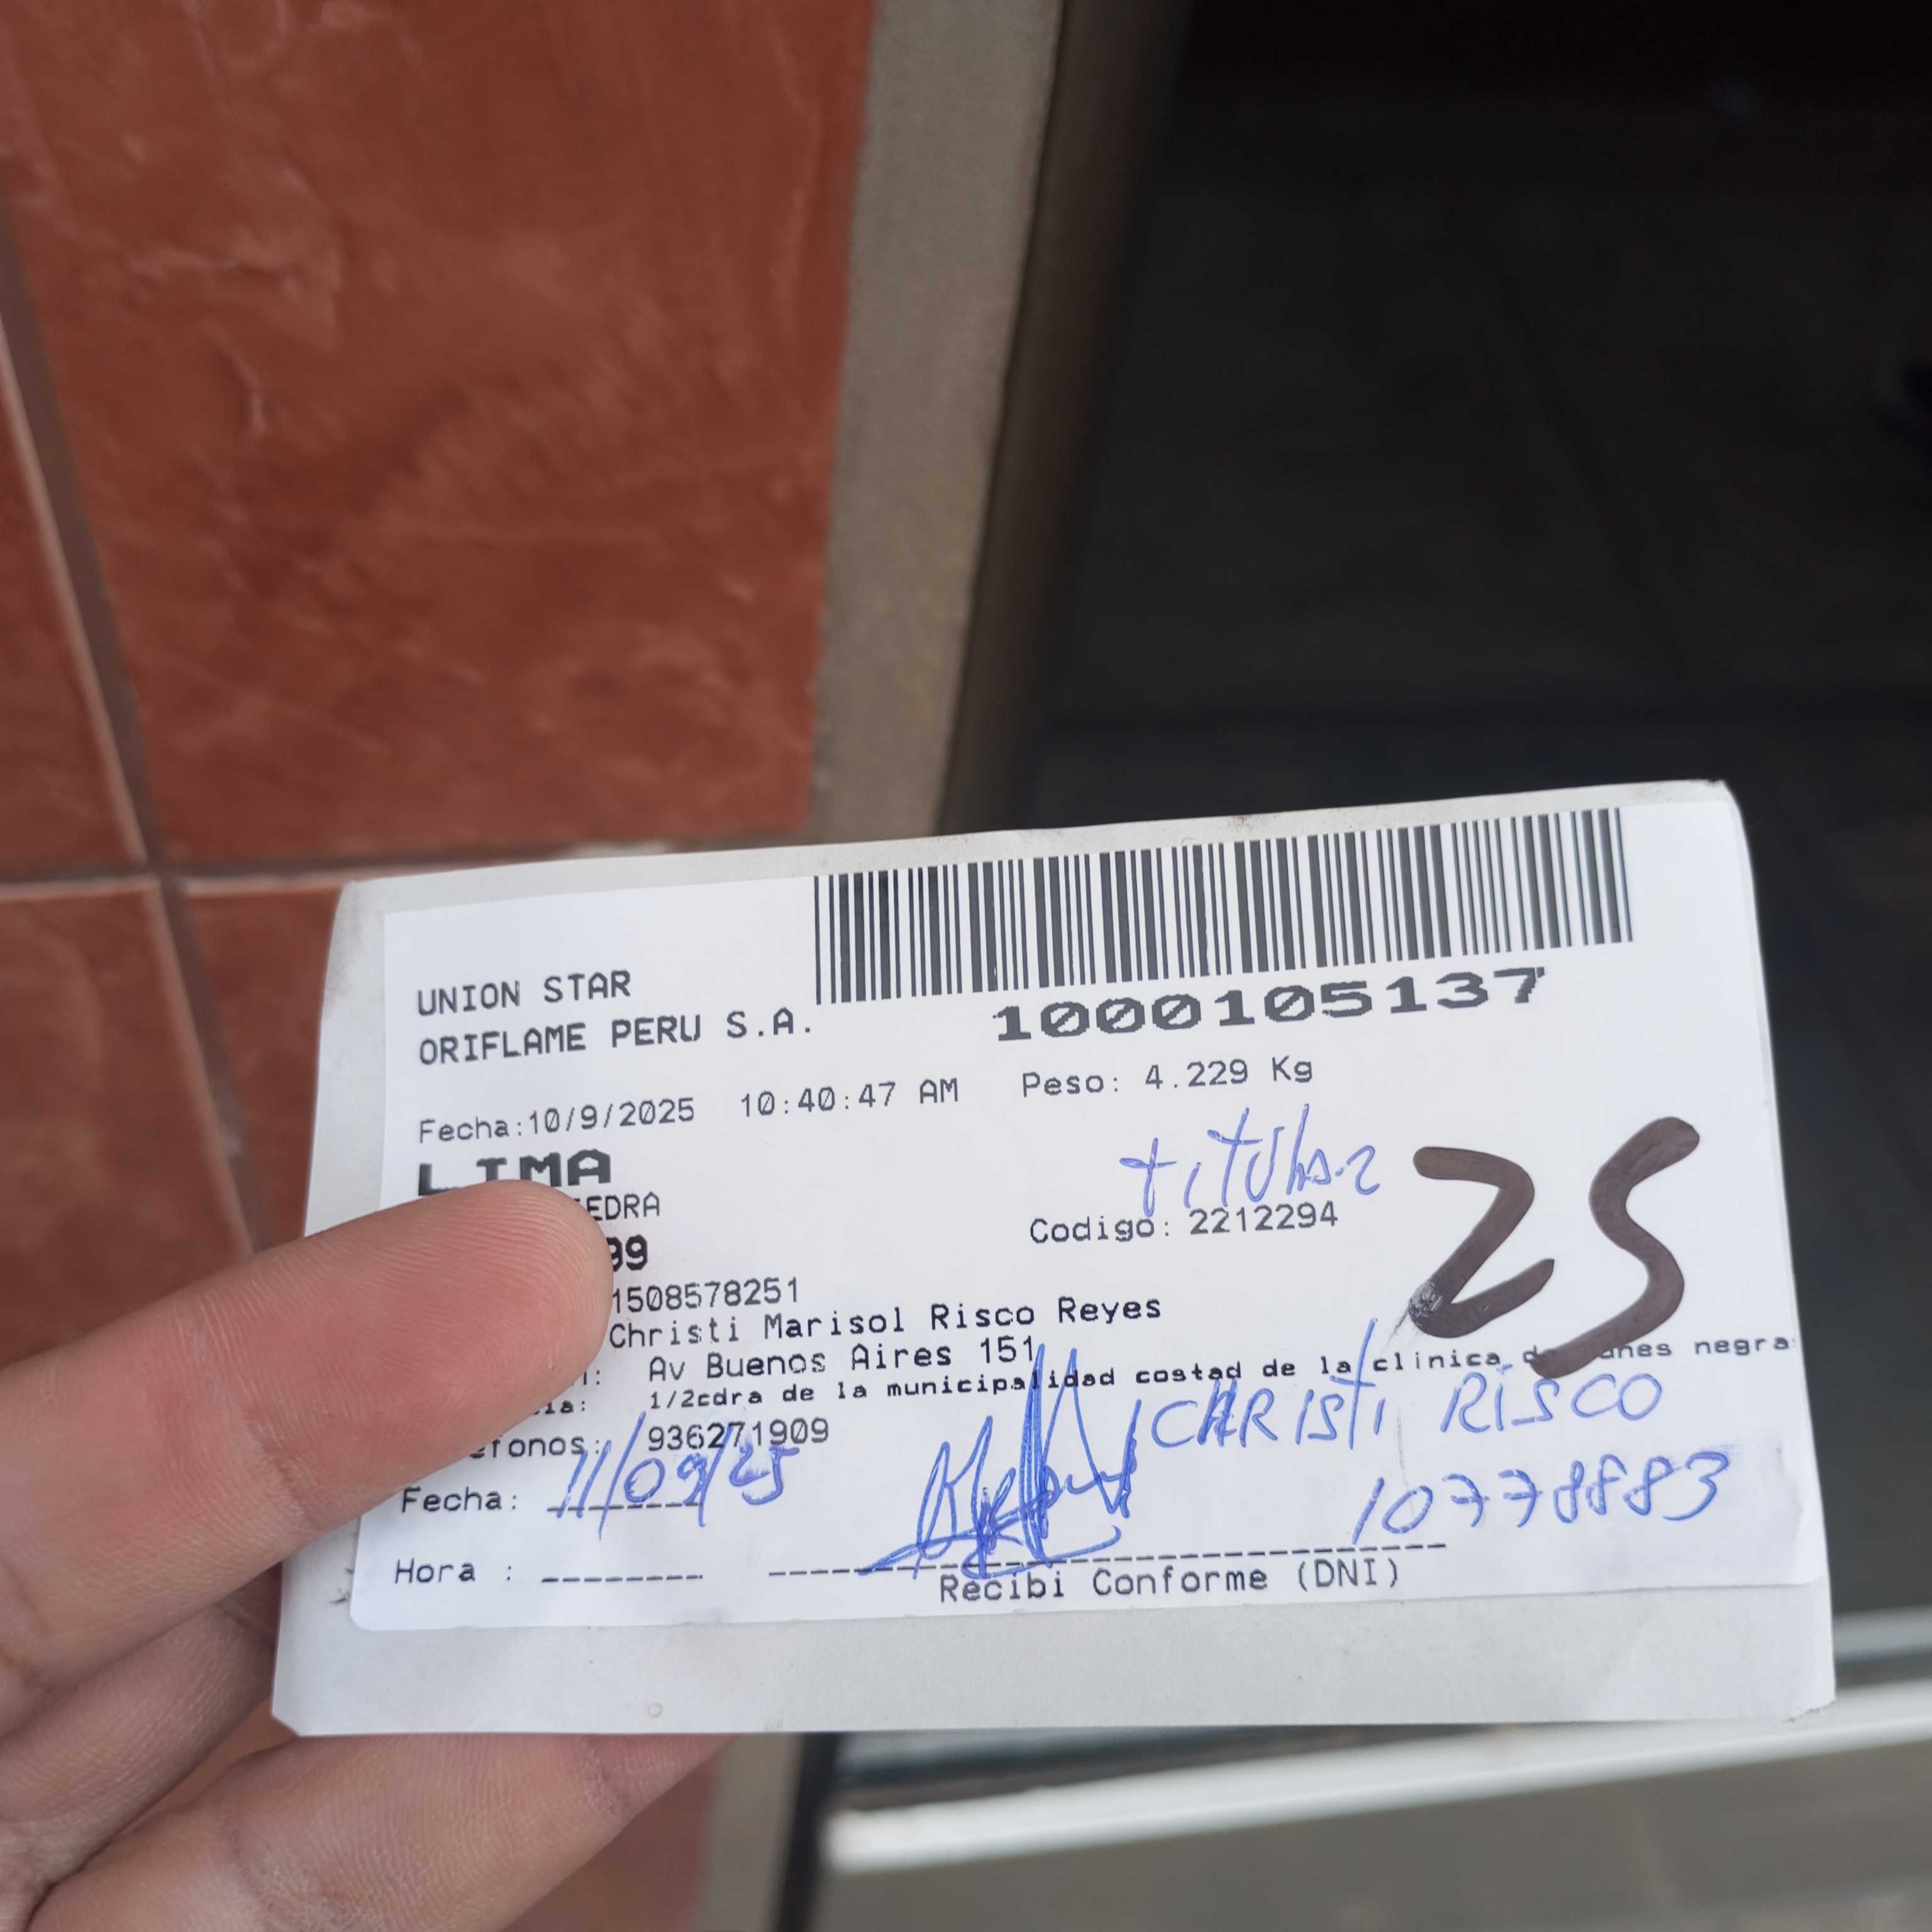 UNION STAR
ORIFLAME PERU S.A.
1000105137
Fecha:10/9/2025 10:40:47 AM Peso: 4.229 Kg
LIMA
titular
EDRA
Codigo: 2212294
25
99
1508578251
Christi Marisol Risco Reyes
Av Buenos Aires 151
1/2cdra de la municipalidad costad de la clinica negra
936271909
CHRISTI RISCO
Fecha: 11/09/25
10778883
Hora :
Recibi Conforme (DNI)